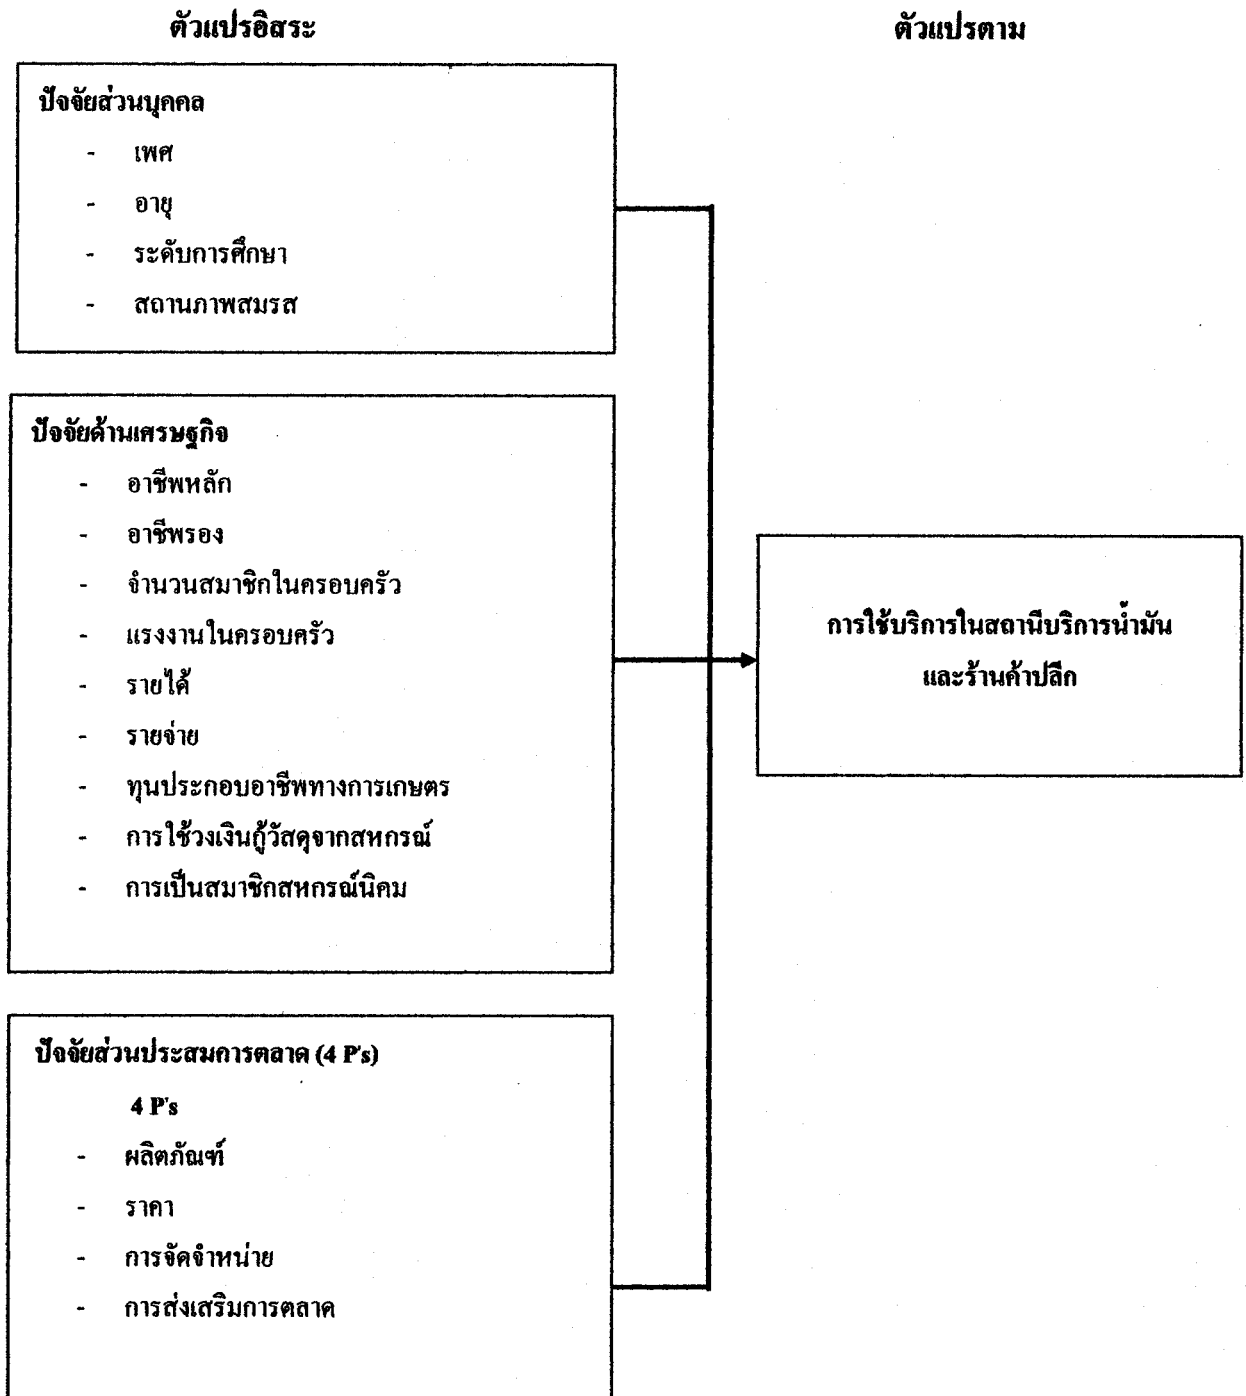 ตัวแปรอิสระ
ตัวแปรตาม
ปัจจัยส่วนบุคคล
- เพศ
- อายุ
- ระดับการศึกษา
- สถานภาพสมรส
ปัจจัยด้านเศรษฐกิจ
- อาชีพหลัก
- อาชีพรอง
- จำนวนสมาชิกในครอบครัว
- แรงงานในครอบครัว
- รายได้
- รายจ่าย
- ทุนประกอบอาชีพทางการเกษตร
- การใช้วงเงินกู้วัสดุจากสหกรณ์
- การเป็นสมาชิกสหกรณ์นิคม
ปัจจัยส่วนประสมการตลาด (4 P's)
4 P's
- ผลิตภัณฑ์
- ราคา
- การจัดจำหน่าย
- การส่งเสริมการตลาด
การใช้บริการในสถานีบริการน้ำมัน
และร้านค้าปลีก